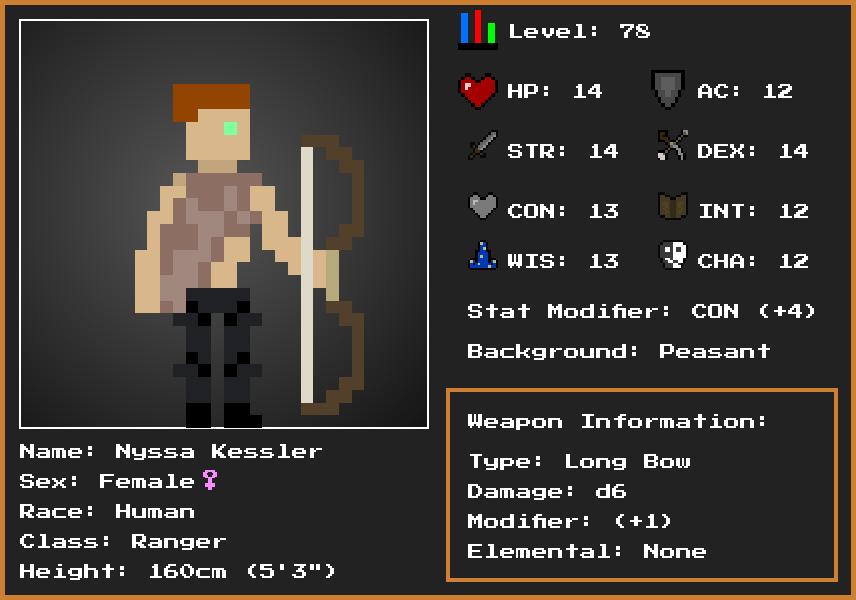 Level: 78
HP: 14
AC: 12
STR: 14
DEX: 14
CON: 13
INT: 12
WIS: 13
CHA: 12
Stat Modifier: CON (+4)
Background: Peasant
Weapon Information:
Type: Long Bow
Damage: d6
Modifier: (+1)
Elemental: None
Name: Nyssa Kessler
Sex: Female♀
Race: Human
Class: Ranger
Height: 160cm (5'3")